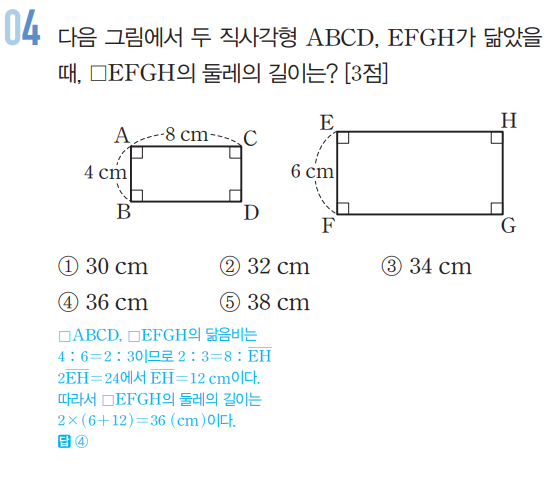 04 다음 그림에서 두 직사각형 ABCD, EFGH가 닮았을
때, □EFGH의 둘레의 길이는? [3점]
A 8 cm C
4 cm
B D
E H
6 cm
F G
① 30 cm ② 32 cm ③ 34 cm
④ 36 cm ⑤ 38 cm
□ABCD, □EFGH의 닮음비는
4 : 6=2 : 3이므로 2 : 3=8 : E̅H̅
2E̅H̅=24에서 E̅H̅=12 cm이다.
따라서 □EFGH의 둘레의 길이는
2×(6+12)=36 (cm)이다.
답 ④